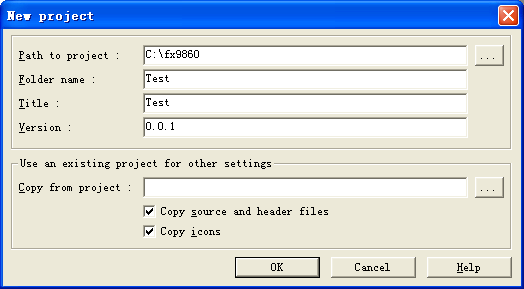 New project
Path to project : C:\fx9860 ...
Folder name : Test
Title : Test
Version : 0.0.1
Use an existing project for other settings
Copy from project : ...
Copy source and header files
Copy icons
OK Cancel Help